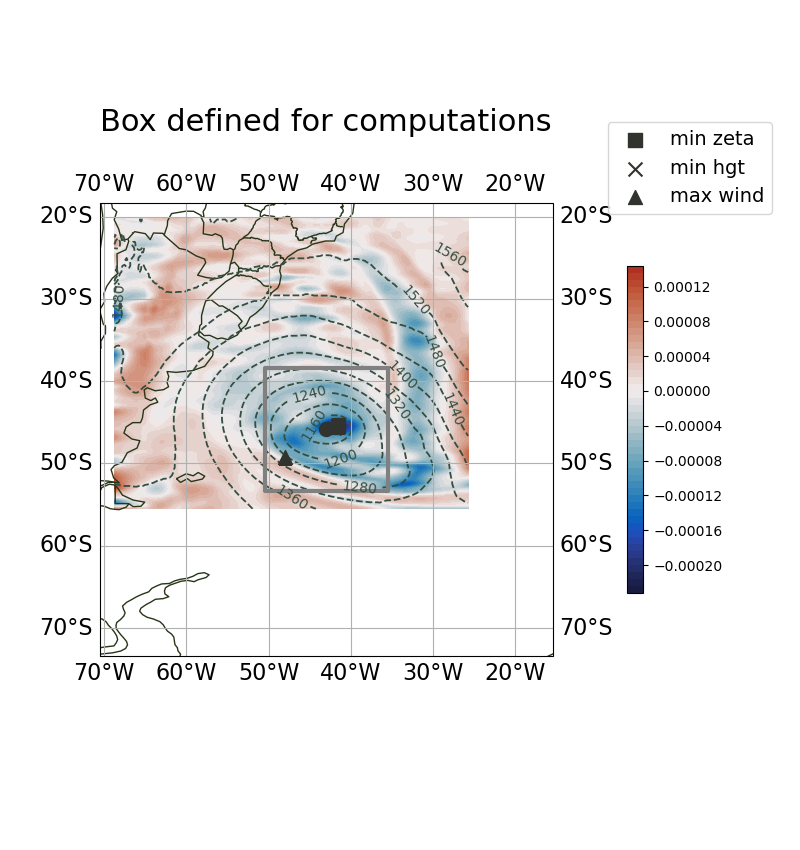 Box defined for computations
min zeta
min hgt
max wind
70°W 60°W 50°W 40°W 30°W 20°W
20°S 20°S
30°S 30°S
40°S 40°S
50°S 50°S
60°S 60°S
70°S 70°S
70°W 60°W 50°W 40°W 30°W 20°W
1560
1520
1480
1440
1400
1320
1240
1160
1200
1280
1360
0.00012
0.00008
0.00004
0.00000
−0.00004
−0.00008
−0.00012
−0.00016
−0.00020